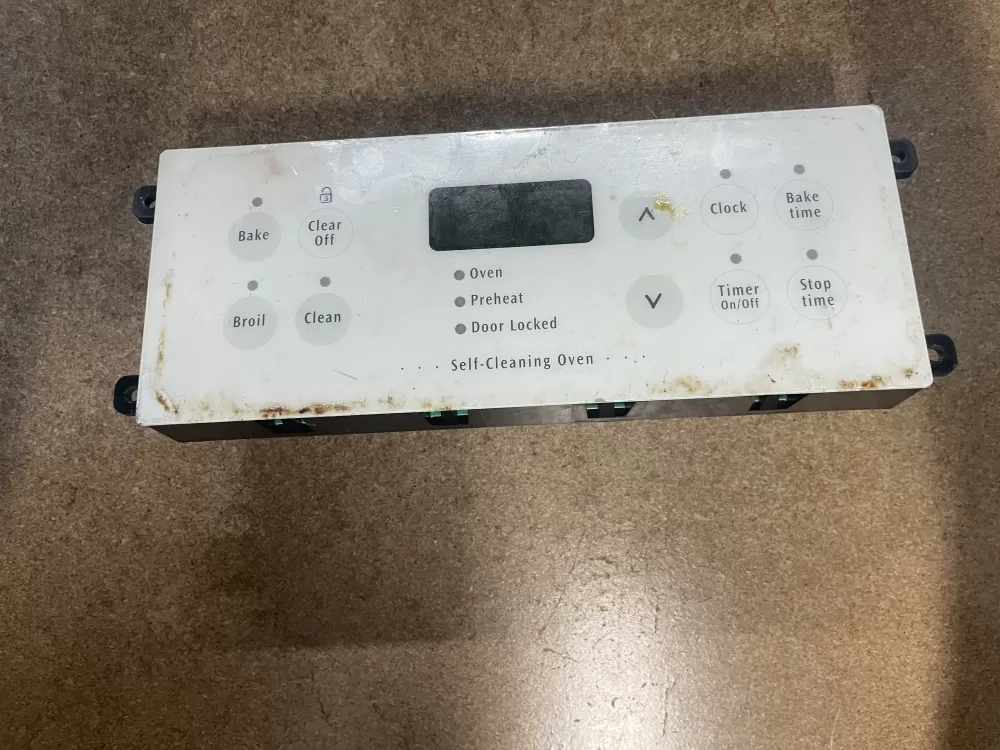 Bake
3
Clear
Off
Broil
Clean
Oven
Preheat
Door Locked
· · · Self-Cleaning Oven · · ·
Clock
Bake
time
Timer
On/Off
Stop
time